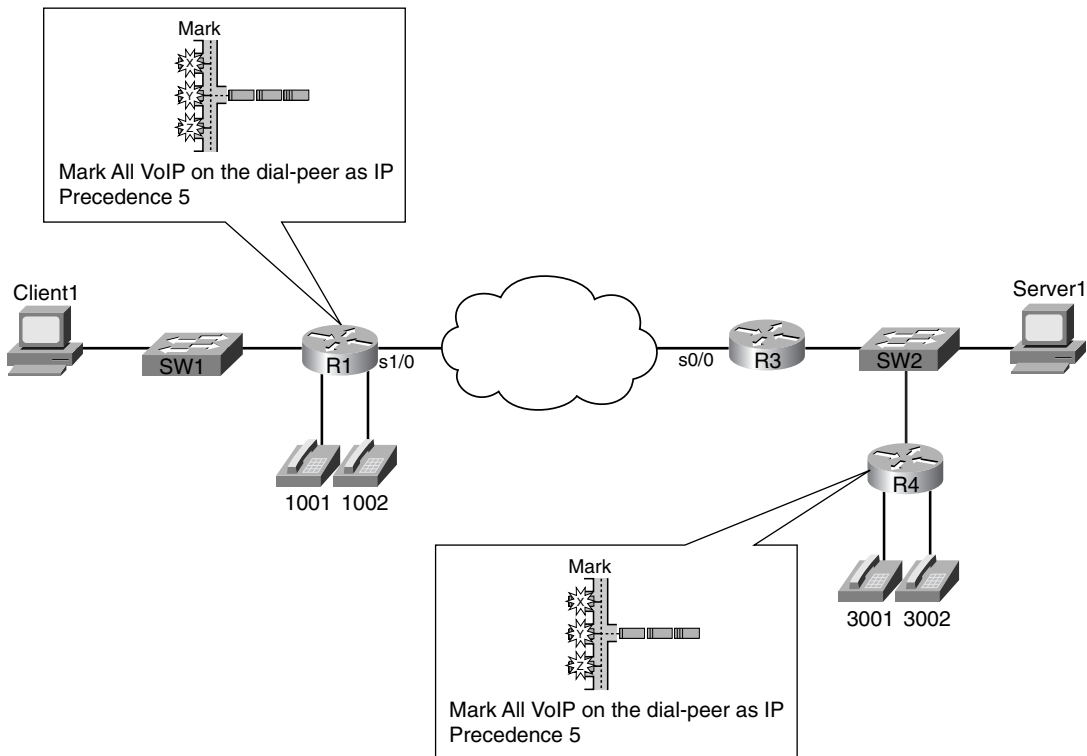 Mark
X
Y
Z
Mark All VoIP on the dial-peer as IP
Precedence 5
Client1
SW1
R1
s1/0
1001 1002
s0/0
R3
SW2
Server1
R4
3001 3002
Mark
X
Y
Z
Mark All VoIP on the dial-peer as IP
Precedence 5